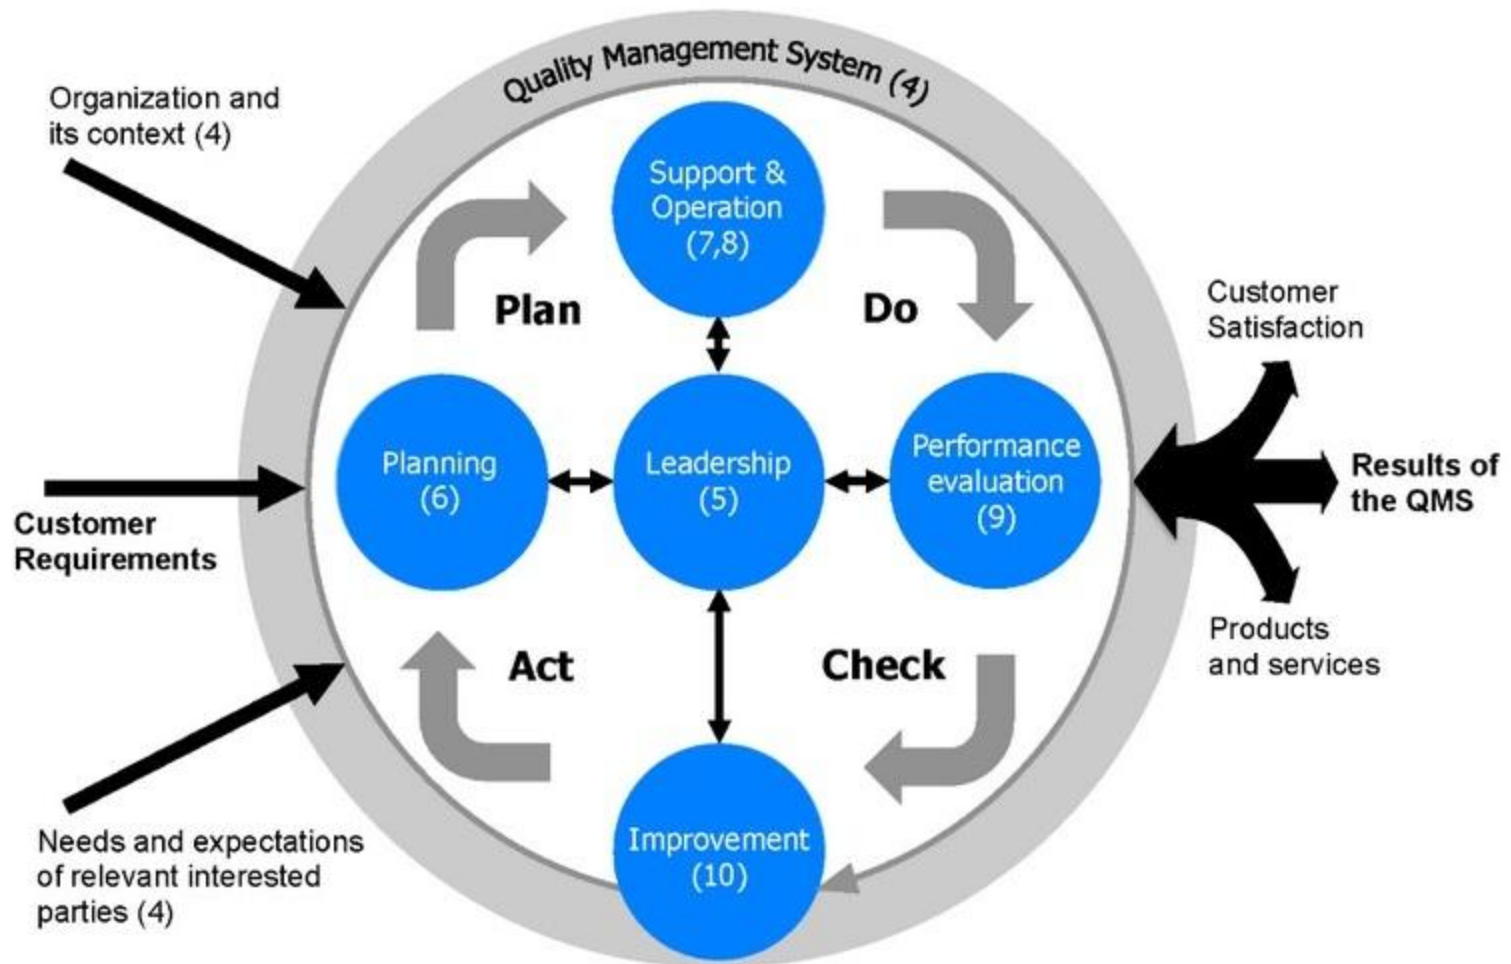 Quality Management System (4)
Organization and
its context (4)
Support &
Operation
(7,8)
Plan
Do
Customer
Satisfaction
Planning
(6)
Leadership
(5)
Performance
evaluation
(9)
Results of
the QMS
Customer
Requirements
Act
Check
Products
and services
Improvement
(10)
Needs and expectations
of relevant interested
parties (4)